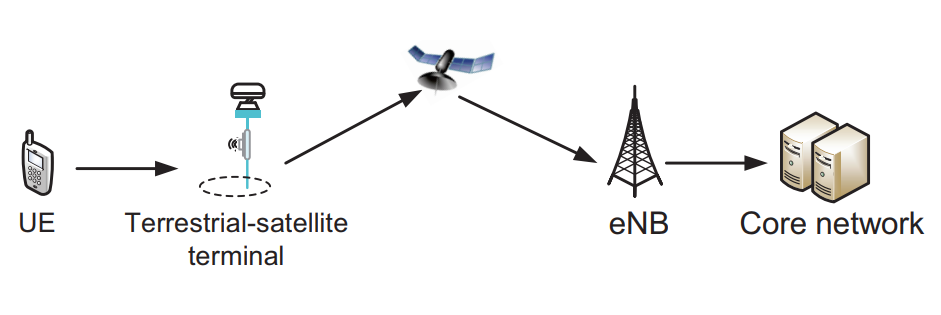 UE
Terrestrial-satellite
terminal
eNB
Core network